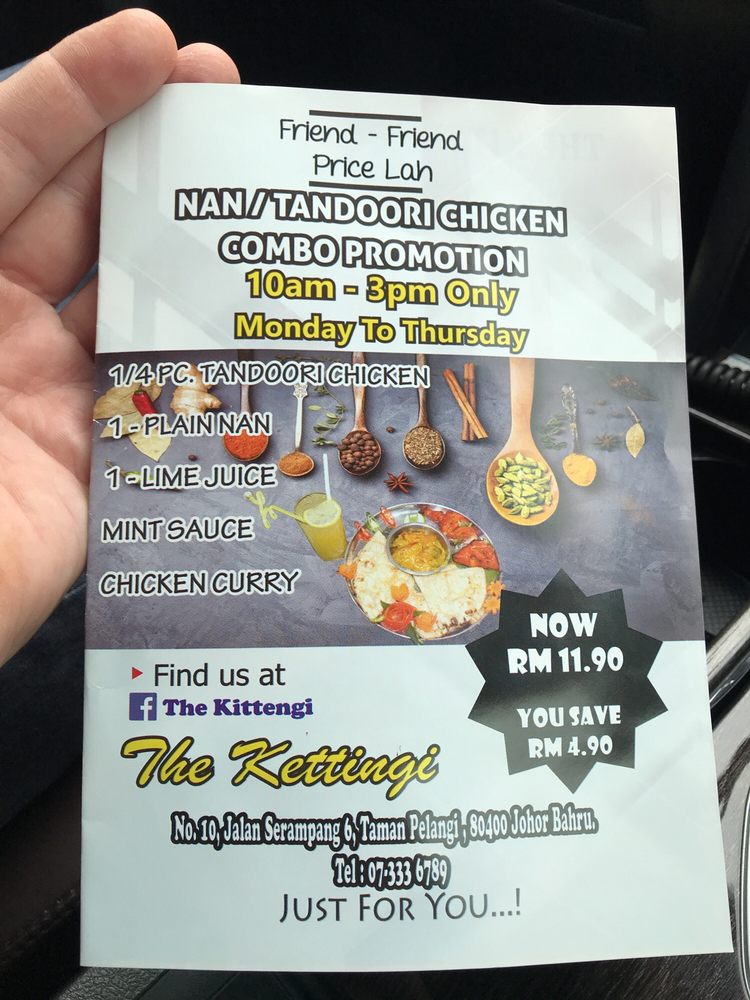 Friend - Friend
Price Lah
NAN / TANDOORI CHICKEN
COMBO PROMOTION
10am - 3pm Only
Monday To Thursday
1/4 PC. TANDOORI CHICKEN
1 - PLAIN NAN
1 - LIME JUICE
MINT SAUCE
CHICKEN CURRY
NOW
RM 11.90
YOU SAVE
RM 4.90
Find us at
f The Kittengi
The Kettingi
No. 10, Jalan Serampang 6, Taman Pelangi , 80400 Johor Bahru.
Tel : 07-333 6789
JUST FOR YOU...!